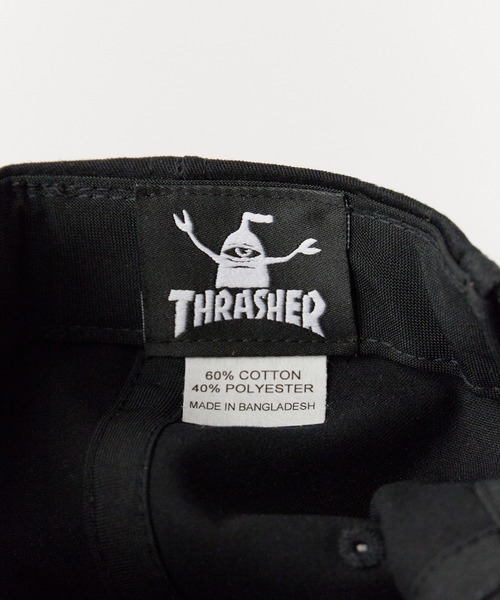 THRASHER
60% COTTON
40% POLYESTER
MADE IN BANGLADESH